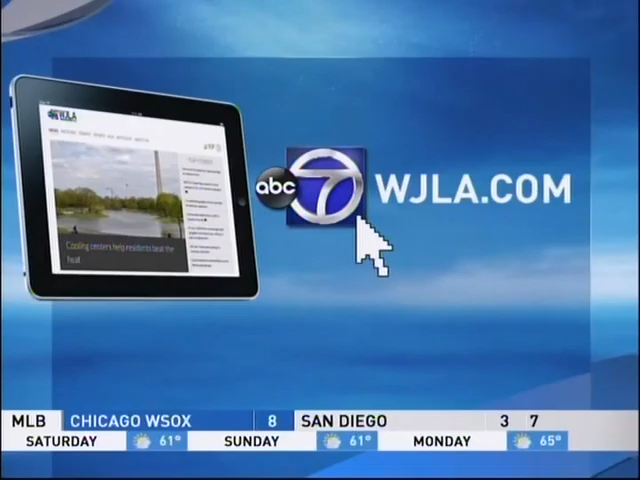 WJLA
Cooling centers help residents beat the
heat
abc 7 WJLA.COM
MLB CHICAGO WSOX 8 SAN DIEGO 3 7
SATURDAY 61° SUNDAY 61° MONDAY 65°